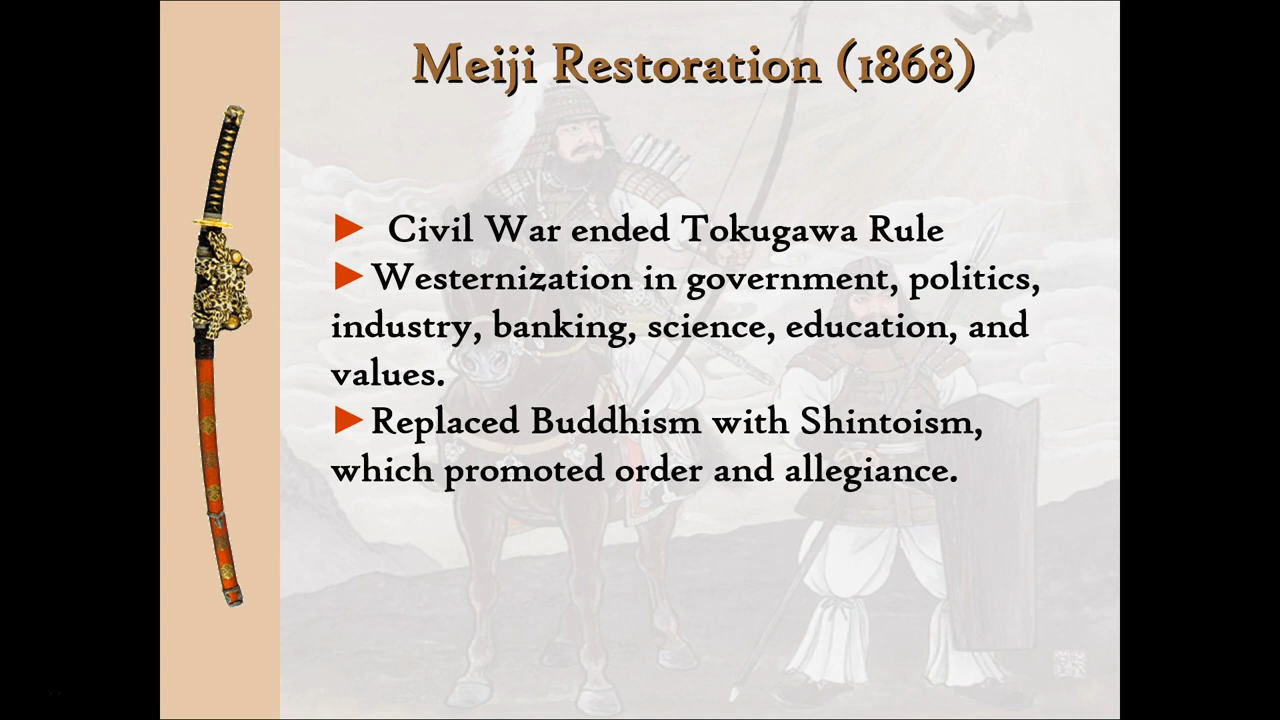 Meiji Restoration (1868)
► Civil War ended Tokugawa Rule
►Westernization in government, politics,
industry, banking, science, education, and
values.
►Replaced Buddhism with Shintoism,
which promoted order and allegiance.